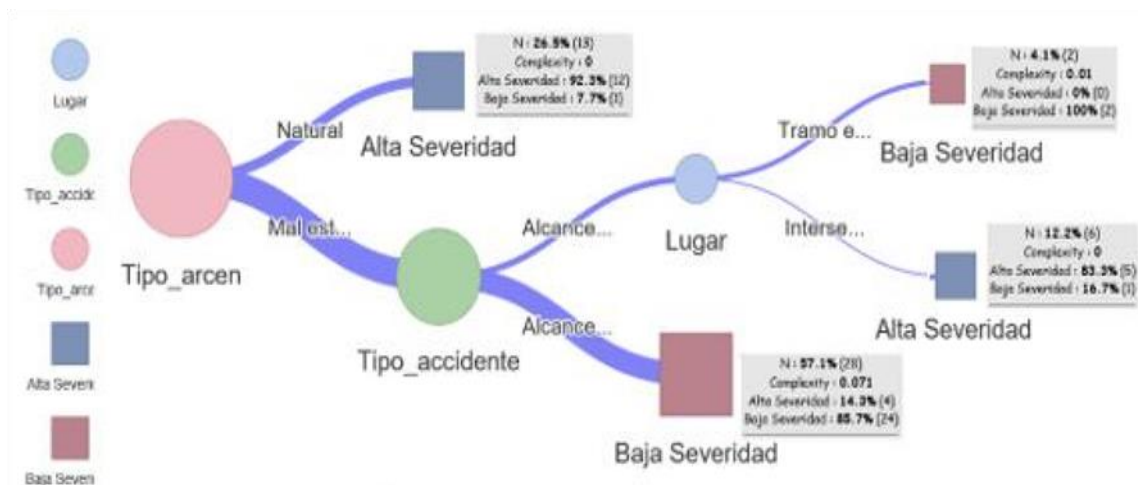 Lugar
Tipo_accide
Tipo_arce
Alta Severi
Baja Severi
Tipo_arcen
Natural
Mal est...
Alta Severidad
N : 26.5% (13)
Complexity : 0
Alta Severidad : 92.3% (12)
Baja Severidad : 7.7% (1)
Tipo_accidente
Alcance...
Alcance...
Lugar
Tramo e...
Interse...
Baja Severidad
N : 4.1% (2)
Complexity : 0.01
Alta Severidad : 0% (0)
Baja Severidad : 100% (2)
Alta Severidad
N : 12.2% (6)
Complexity : 0
Alta Severidad : 83.3% (5)
Baja Severidad : 16.7% (1)
Baja Severidad
N : 57.1% (28)
Complexity : 0.071
Alta Severidad : 14.3% (4)
Baja Severidad : 85.7% (24)